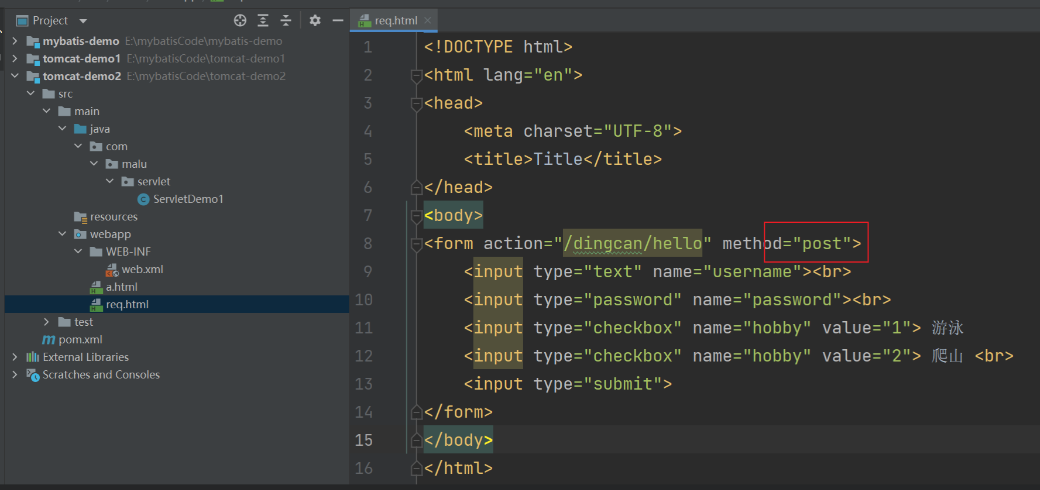 Project
mybatis-demo E:\mybatisCode\mybatis-demo
tomcat-demo1 E:\mybatisCode\tomcat-demo1
tomcat-demo2 E:\mybatisCode\tomcat-demo2
src
main
java
com
malu
servlet
ServletDemo1
resources
webapp
WEB-INF
web.xml
a.html
req.html
test
pom.xml
External Libraries
Scratches and Consoles
req.html
1 <!DOCTYPE html>
2 <html lang="en">
3 <head>
4 <meta charset="UTF-8">
5 <title>Title</title>
6 </head>
7 <body>
8 <form action="/dingcan/hello" method="post">
9 <input type="text" name="username"><br>
10 <input type="password" name="password"><br>
11 <input type="checkbox" name="hobby" value="1"> 游泳
12 <input type="checkbox" name="hobby" value="2"> 爬山 <br>
13 <input type="submit">
14 </form>
15 </body>
16 </html>